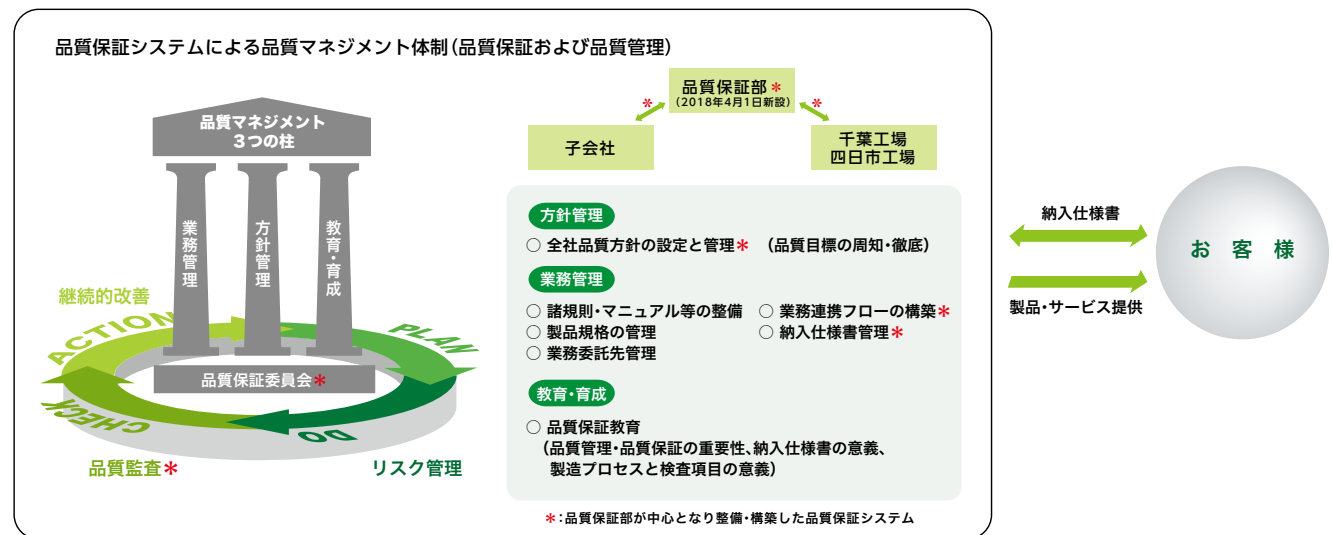 品質保証システムによる品質マネジメント体制(品質保証および品質管理)
品質マネジメント
3つの柱
業務管理
方針管理
教育・育成
継続的改善
ACTION
PLAN
品質保証委員会*
CHECK
DO
品質監査*
リスク管理
品質保証部*
(2018年4月1日新設)
*
*
子会社
千葉工場
四日市工場
方針管理
○ 全社品質方針の設定と管理* (品質目標の周知・徹底)
業務管理
○ 諸規則・マニュアル等の整備 ○ 業務連携フローの構築*
○ 製品規格の管理 ○ 納入仕様書管理*
○ 業務委託先管理
教育・育成
○ 品質保証教育
(品質管理・品質保証の重要性、納入仕様書の意義、
製造プロセスと検査項目の意義)
*:品質保証部が中心となり整備・構築した品質保証システム
納入仕様書
製品・サービス提供
お客様